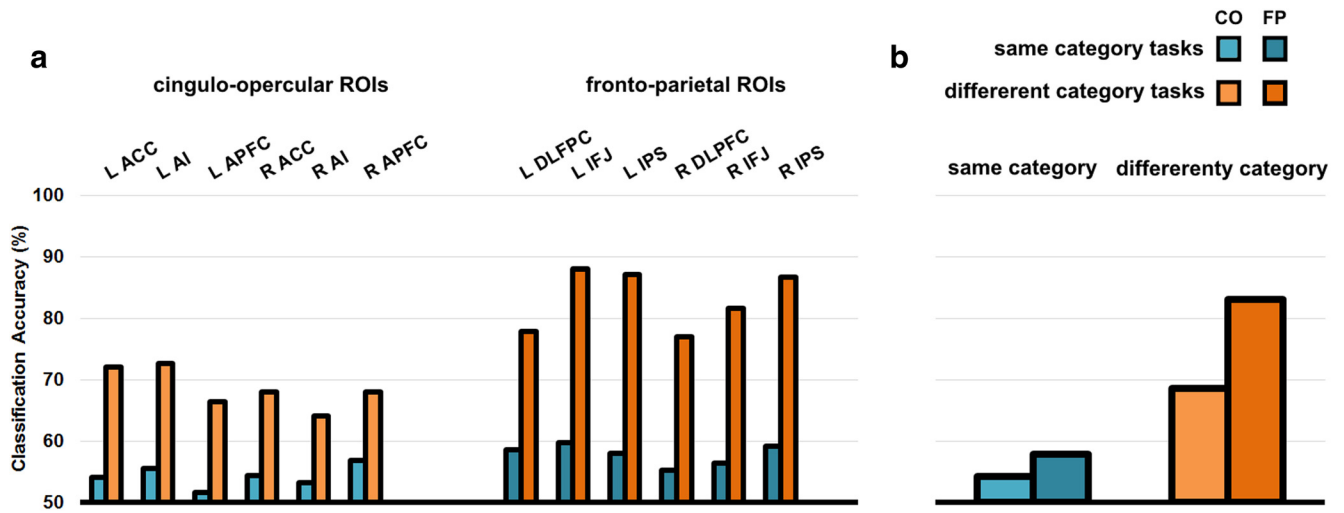 CO FP
a
b
same category tasks
differerent category tasks
cingulo-opercular ROIs
fronto-parietal ROIs
L ACC
L AI
L APFC
R ACC
R AI
R APFC
L DLFPC
L IFJ
L IPS
R DLPFC
R IFJ
R IPS
same category
differerenty category
Classification Accuracy (%)
100
90
80
70
60
50